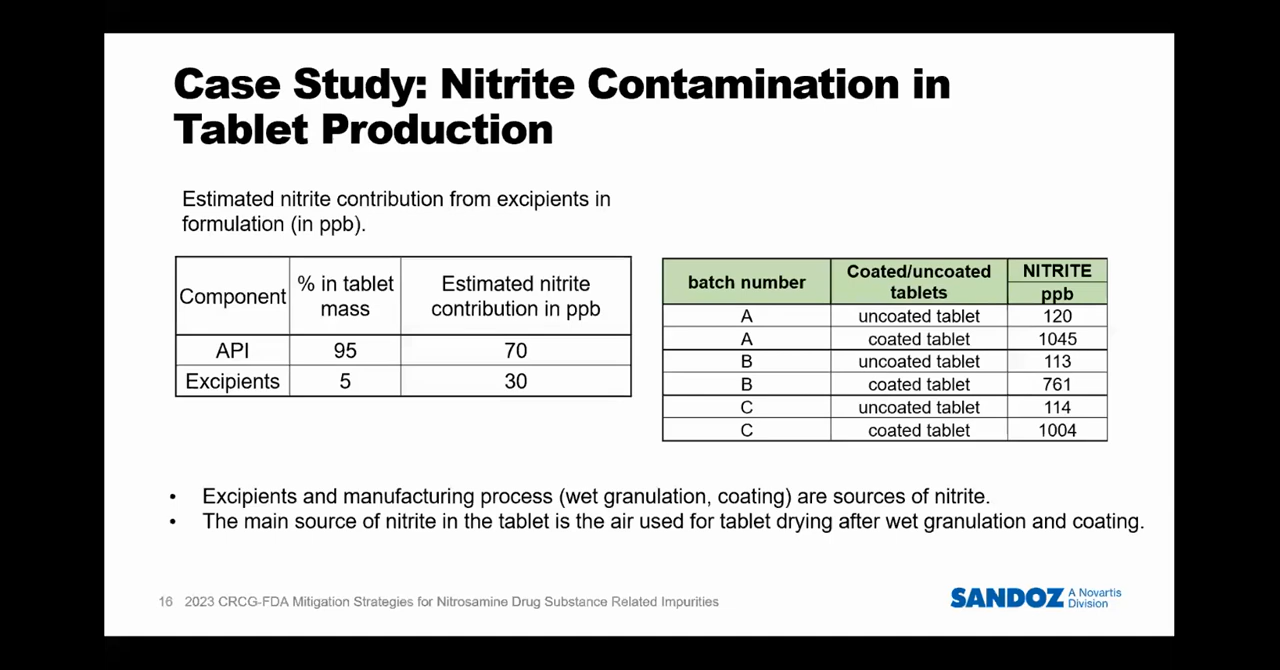 Case Study: Nitrite Contamination in
Tablet Production
Estimated nitrite contribution from excipients in
formulation (in ppb).
Component % in tablet mass Estimated nitrite contribution in ppb
API 95 70
Excipients 5 30
batch number Coated/uncoated tablets NITRITE ppb
A uncoated tablet 120
A coated tablet 1045
B uncoated tablet 113
B coated tablet 761
C uncoated tablet 114
C coated tablet 1004
• Excipients and manufacturing process (wet granulation, coating) are sources of nitrite.
• The main source of nitrite in the tablet is the air used for tablet drying after wet granulation and coating.
16 2023 CRCG-FDA Mitigation Strategies for Nitrosamine Drug Substance Related Impurities
SANDOZ A Novartis Division